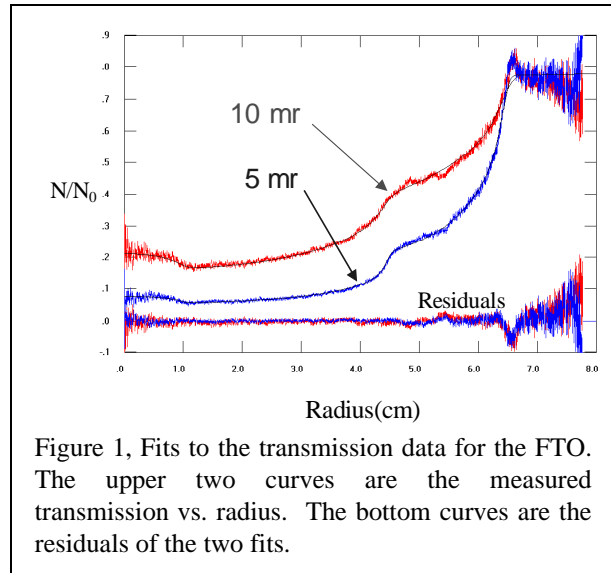 .9
.8
.7
.6
.5
.4
.3
.2
.1
.0
-.1
N/N0
10 mr
5 mr
Residuals
.0 1.0 2.0 3.0 4.0 5.0 6.0 7.0 8.0
Radius(cm)
Figure 1, Fits to the transmission data for the FTO.
The upper two curves are the measured
transmission vs. radius. The bottom curves are the
residuals of the two fits.